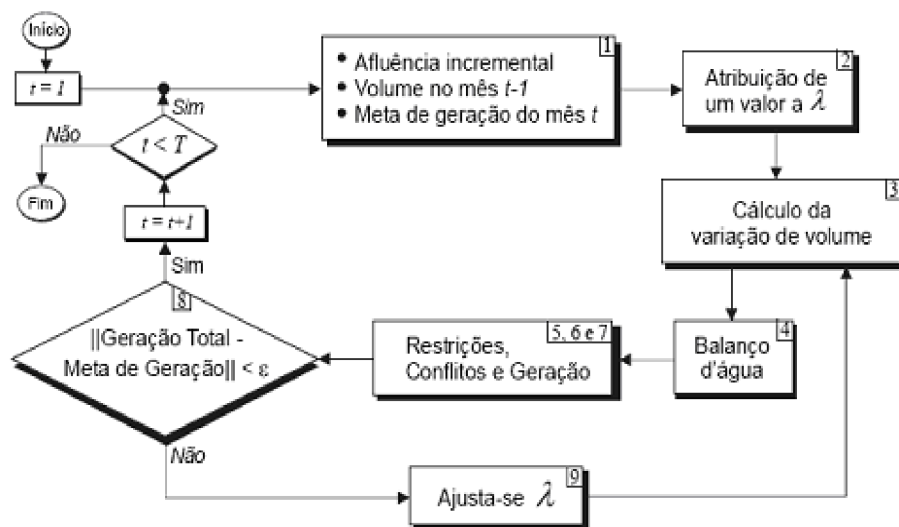 Início
t = 1
Sim
Não
t < T
Fim
t = t+1
Sim
1
• Afluência incremental
• Volume no mês t-1
• Meta de geração do mês t
2
Atribuição de
um valor a λ
3
Cálculo da
variação de volume
4
Balanço
d'água
5, 6 e 7
Restrições,
Conflitos e Geração
8
||Geração Total -
Meta de Geração|| < ε
Não
9
Ajusta-se λ